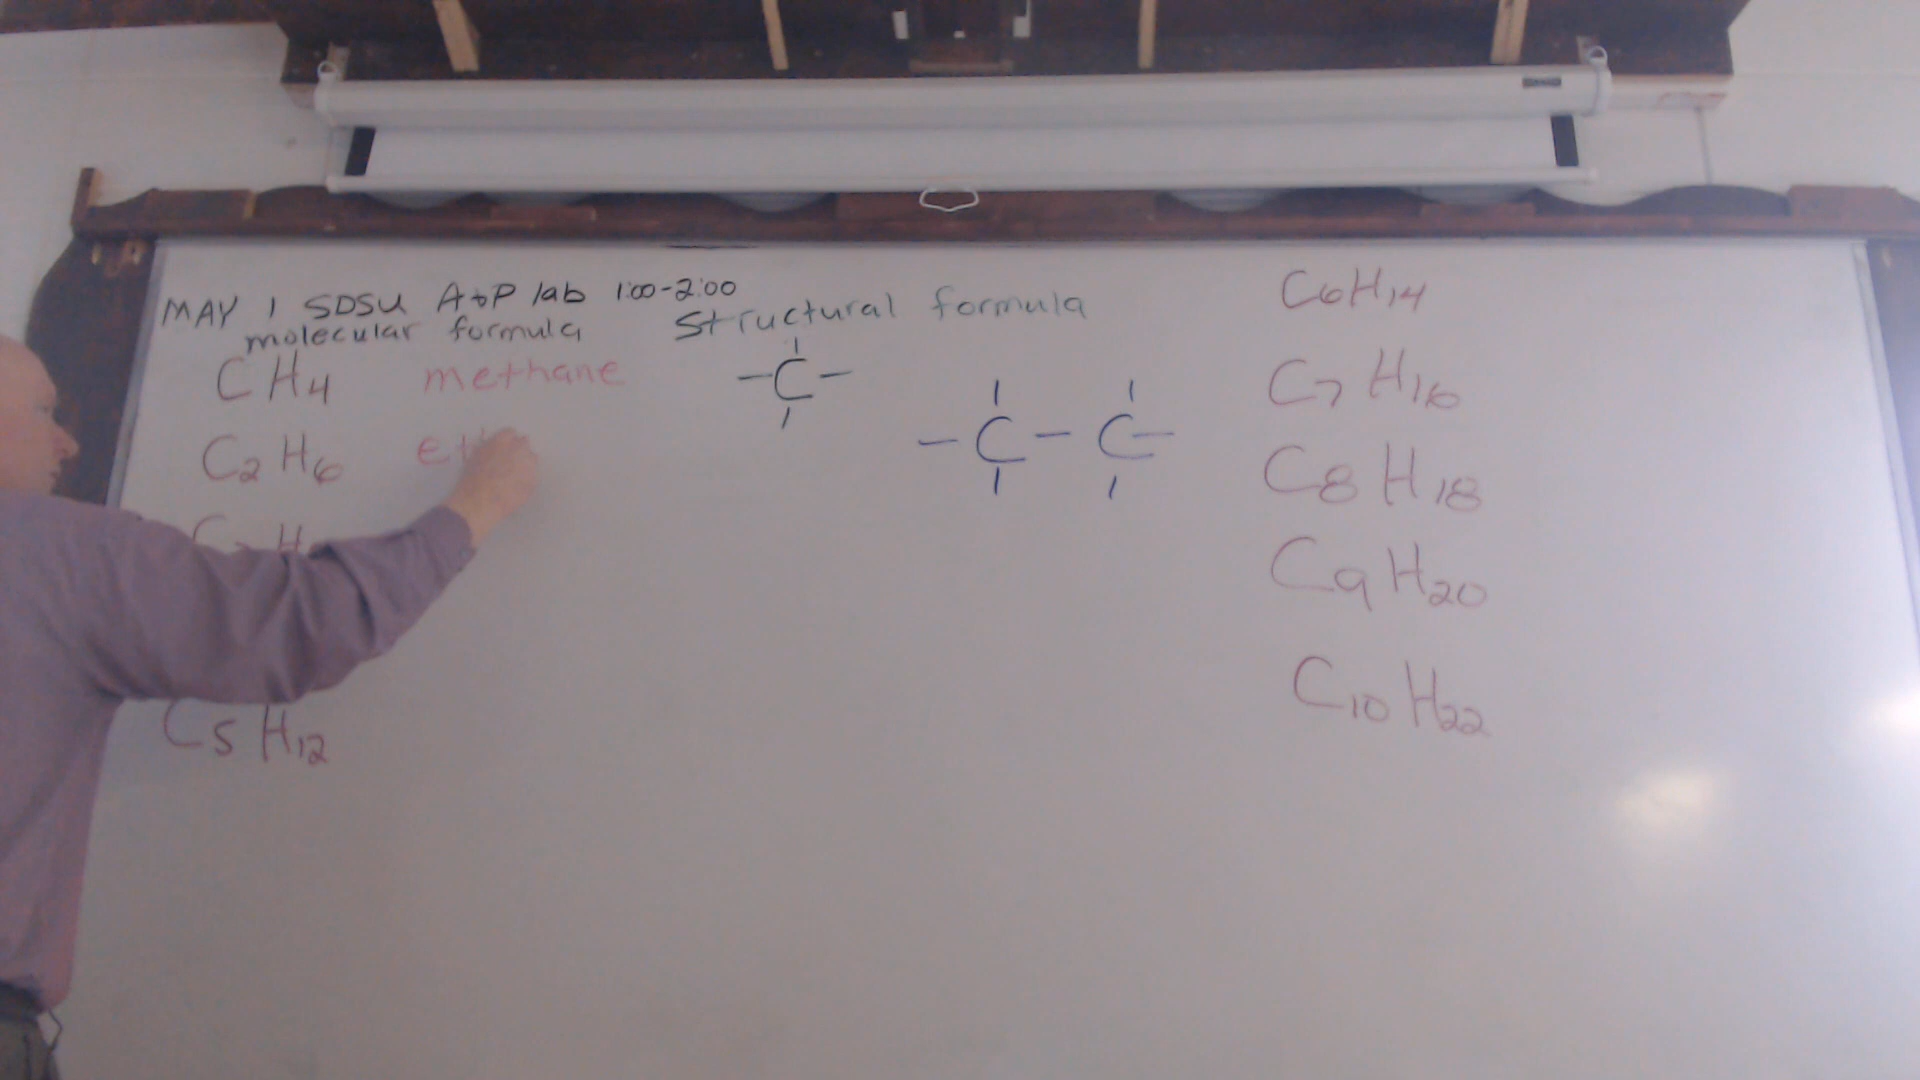 MAY 1 SDSU A+P lab 1:00-2:00
molecular formula Structural formula
CH4 methane
C2H6
C5H12
C
C - C
C6H14
C7H16
C8H18
C9H20
C10H22